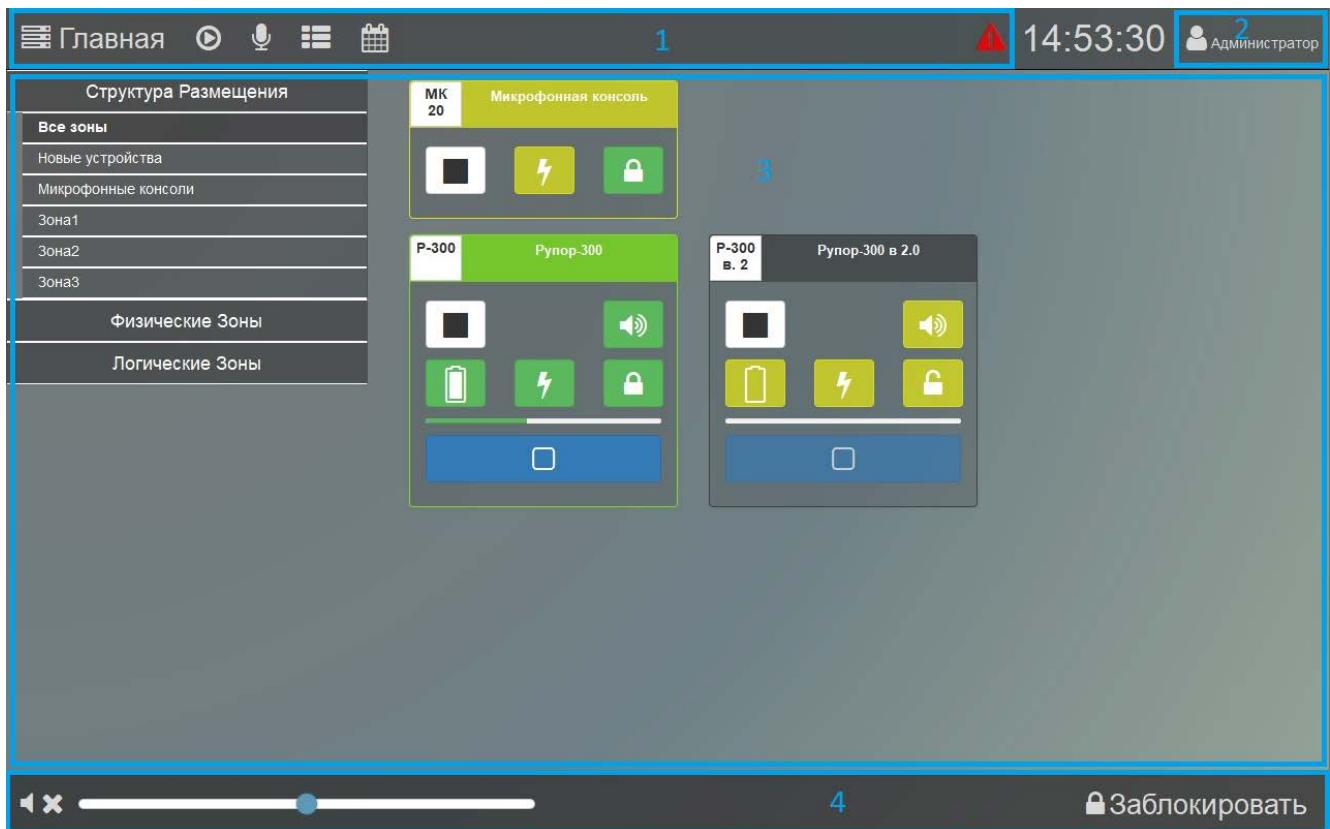 Главная
1
14:53:30
2
Администратор
Структура Размещения
Все зоны
Новые устройства
Микрофонные консоли
Зона1
Зона2
Зона3
Физические Зоны
Логические Зоны
МК
20
Микрофонная консоль
3
Р-300
Рупор-300
Р-300
в. 2
Рупор-300 в 2.0
4
Заблокировать